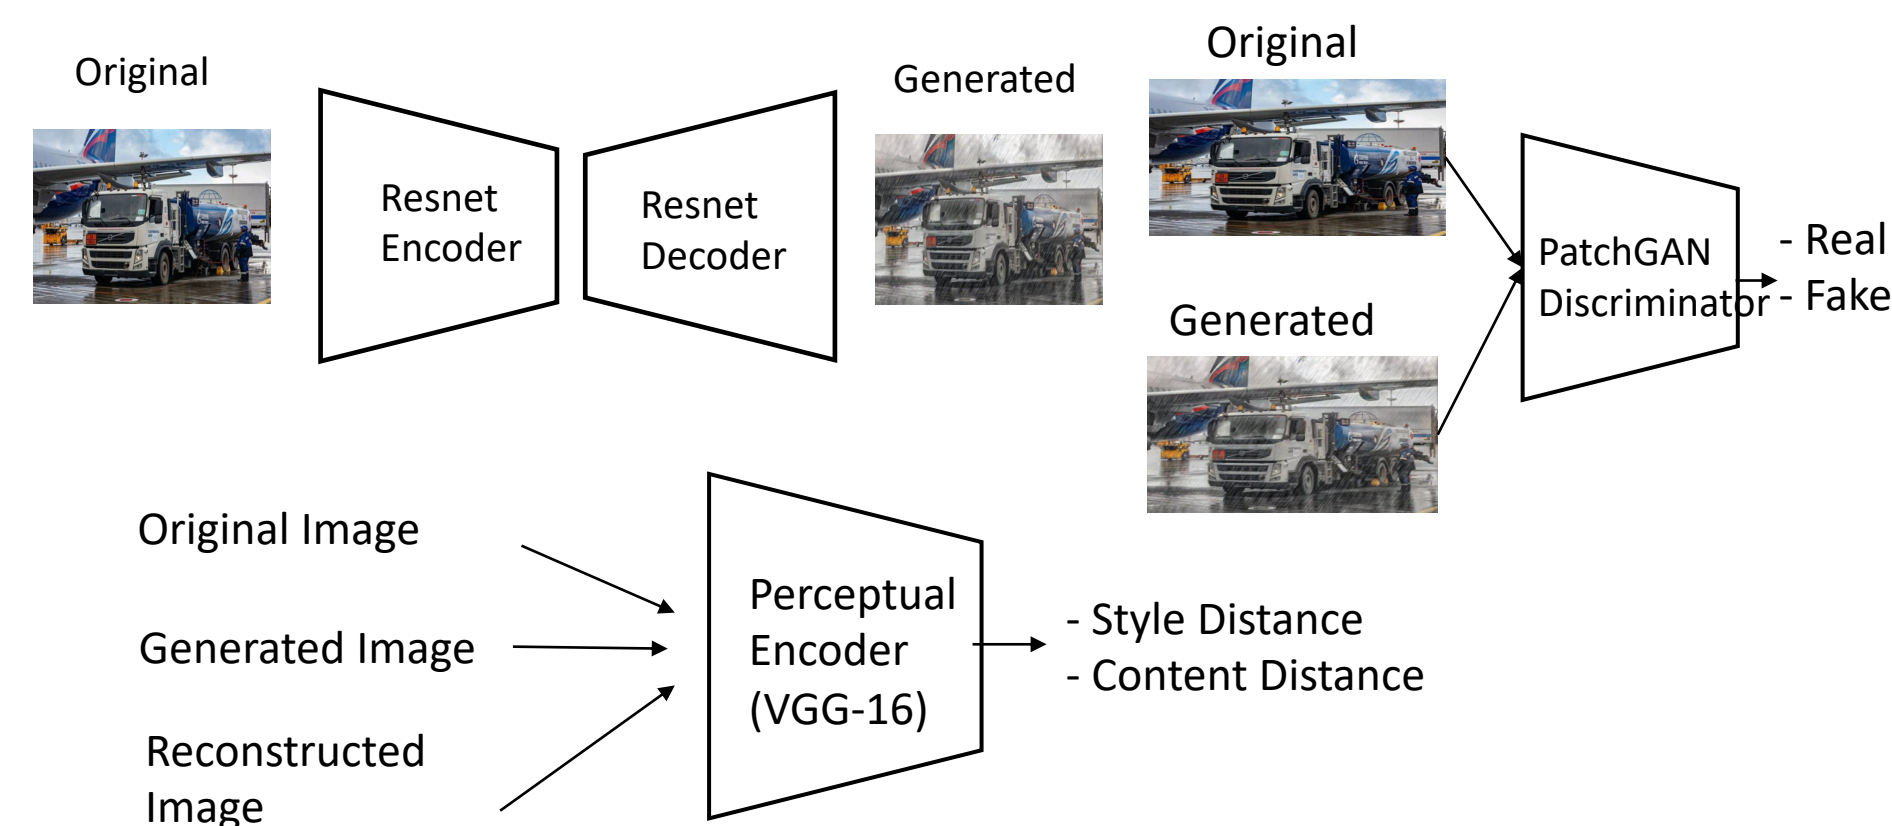 Original
Resnet
Encoder
Resnet
Decoder
Generated
Original
Generated
PatchGAN
Discriminator
- Real
- Fake
Original Image
Generated Image
Reconstructed
Image
Perceptual
Encoder
(VGG-16)
- Style Distance
- Content Distance